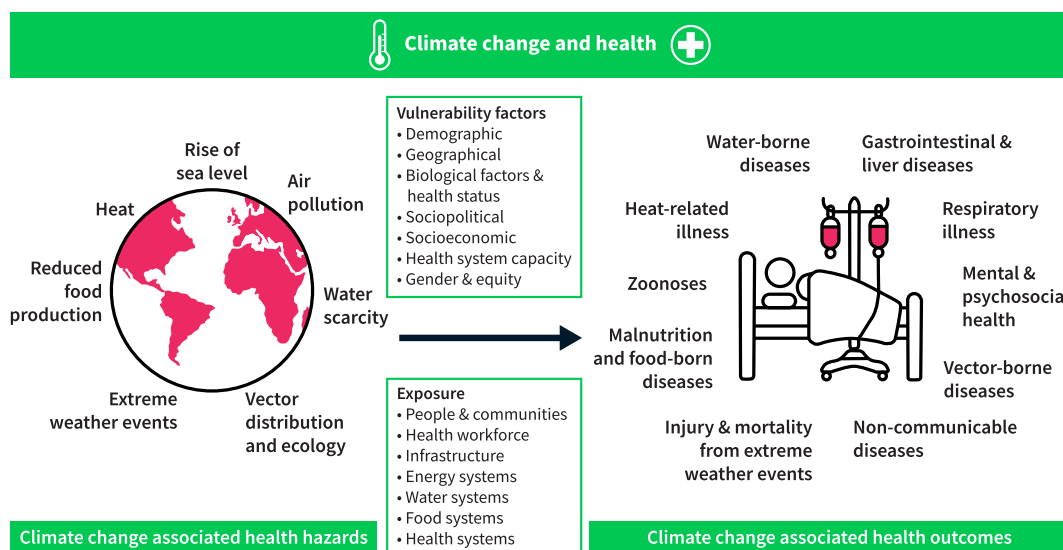 Climate change and health
Rise of
sea level
Air
pollution
Heat
Reduced
food
production
Water
scarcity
Extreme
weather events
Vector
distribution
and ecology
Climate change associated health hazards
Vulnerability factors
• Demographic
• Geographical
• Biological factors &
health status
• Sociopolitical
• Socioeconomic
• Health system capacity
• Gender & equity
Exposure
• People & communities
• Health workforce
• Infrastructure
• Energy systems
• Water systems
• Food systems
• Health systems
Water-borne
diseases
Gastrointestinal &
liver diseases
Heat-related
illness
Respiratory
illness
Zoonoses
Mental &
psychosocia
health
Malnutrition
and food-born
diseases
Vector-borne
diseases
Injury & mortality
from extreme
weather events
Non-communicable
diseases
Climate change associated health outcomes